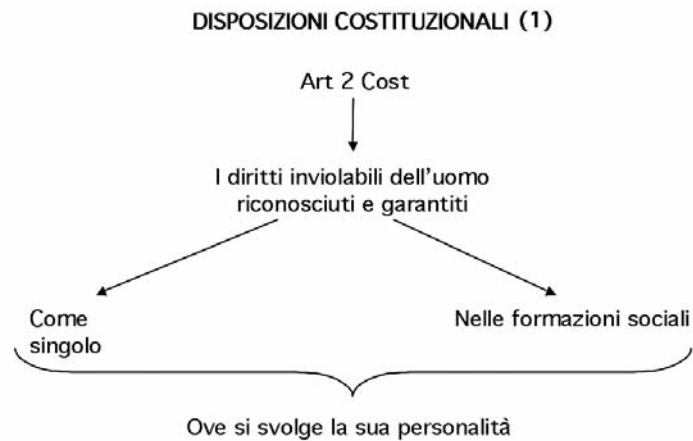 DISPOSIZIONI COSTITUZIONALI (1)
Art 2 Cost
I diritti inviolabili dell'uomo
riconosciuti e garantiti
Come
singolo
Nelle formazioni sociali
Ove si svolge la sua personalità